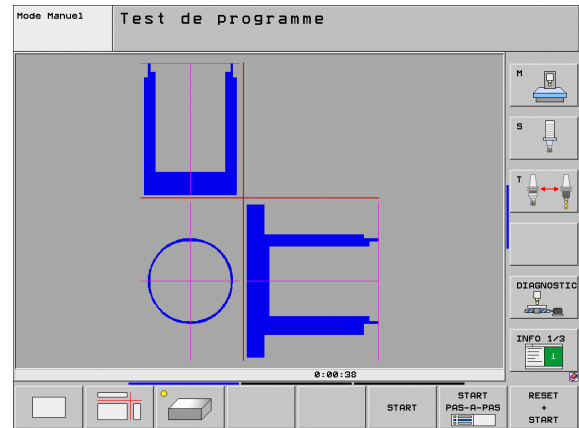 Mode Manuel
Test de programme
M
S
T
DIAGNOSTIC
INFO 1/3
i
0:00:38
START
START
PAS-A-PAS
RESET
+
START